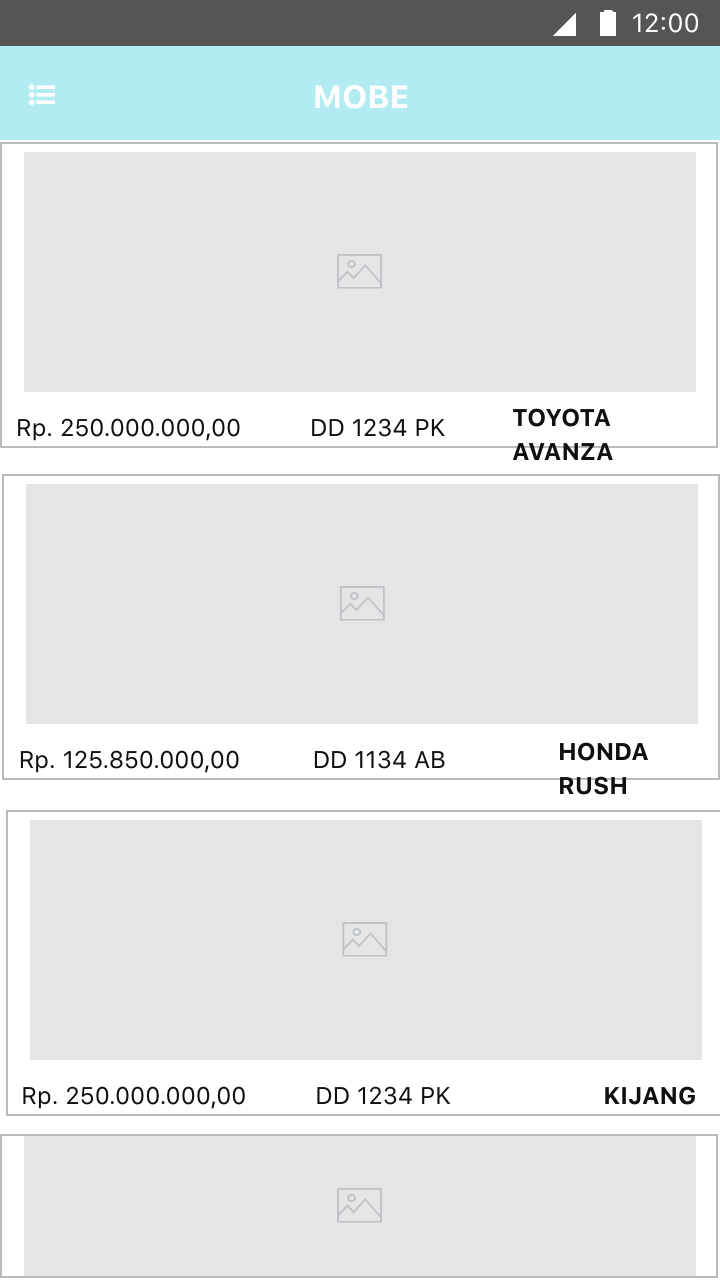 12:00
MOBE
Rp. 250.000.000,00 DD 1234 PK TOYOTA
AVANZA
Rp. 125.850.000,00 DD 1134 AB HONDA
RUSH
Rp. 250.000.000,00 DD 1234 PK KIJANG